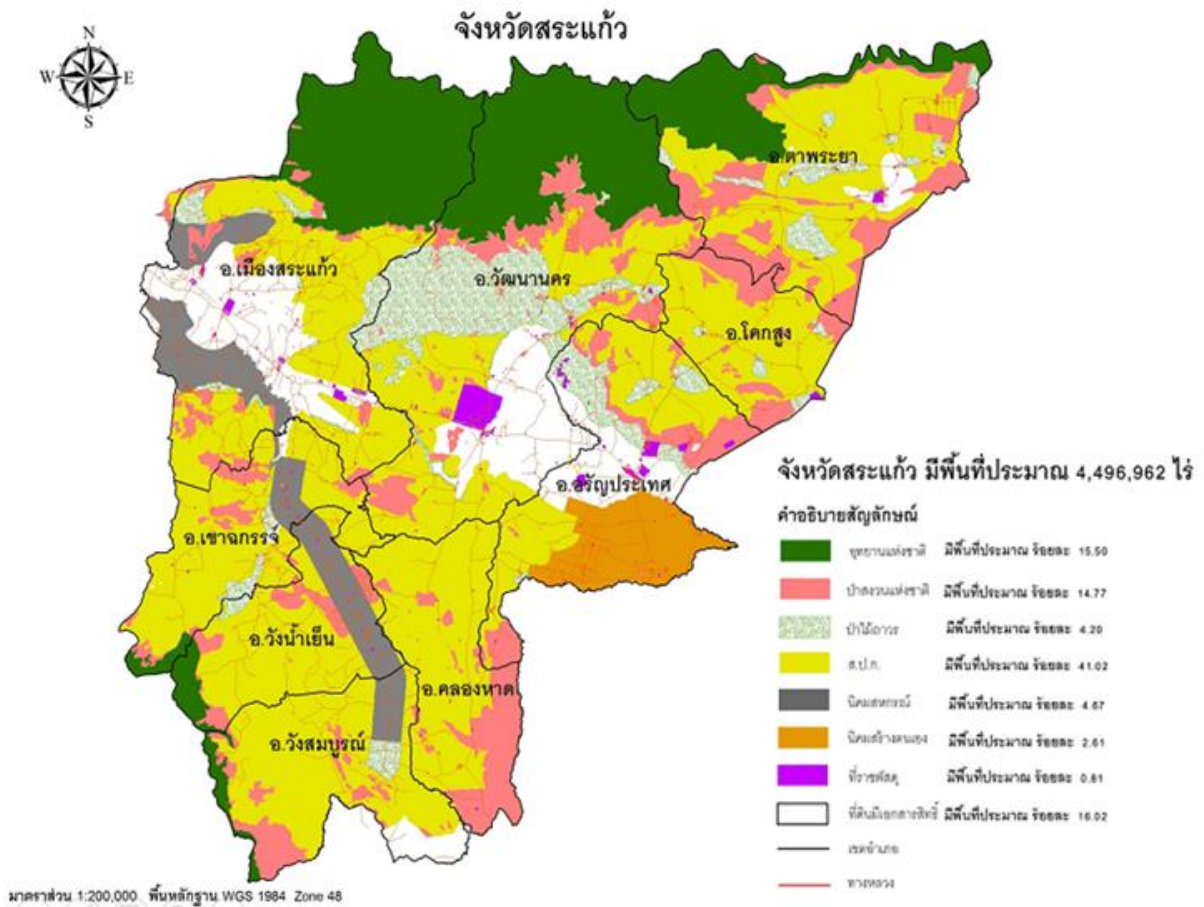 จังหวัดสระแก้ว
N
W E
S
อ.ตาพระยา
อ.เมืองสระแก้ว
อ.วัฒนานคร
อ.โคกสูง
อ.อรัญประเทศ
อ.เขาฉกรรจ์
อ.วังน้ำเย็น
อ.คลองหาด
อ.วังสมบูรณ์
จังหวัดสระแก้ว มีพื้นที่ประมาณ 4,496,962 ไร่
คำอธิบายสัญลักษณ์
อุทยานแห่งชาติ มีพื้นที่ประมาณ ร้อยละ 15.50
ป่าสงวนแห่งชาติ มีพื้นที่ประมาณ ร้อยละ 14.77
ป่าไม้ถาวร มีพื้นที่ประมาณ ร้อยละ 4.20
ส.ป.ก. มีพื้นที่ประมาณ ร้อยละ 41.02
นิคมสหกรณ์ มีพื้นที่ประมาณ ร้อยละ 4.67
นิคมสร้างตนเอง มีพื้นที่ประมาณ ร้อยละ 2.61
ที่ราชพัสดุ มีพื้นที่ประมาณ ร้อยละ 0.81
ที่ดินมีเอกสารสิทธิ์ มีพื้นที่ประมาณ ร้อยละ 16.02
เขตอำเภอ
ทางหลวง
มาตราส่วน 1:200,000 พื้นหลักฐาน WGS 1984 Zone 48